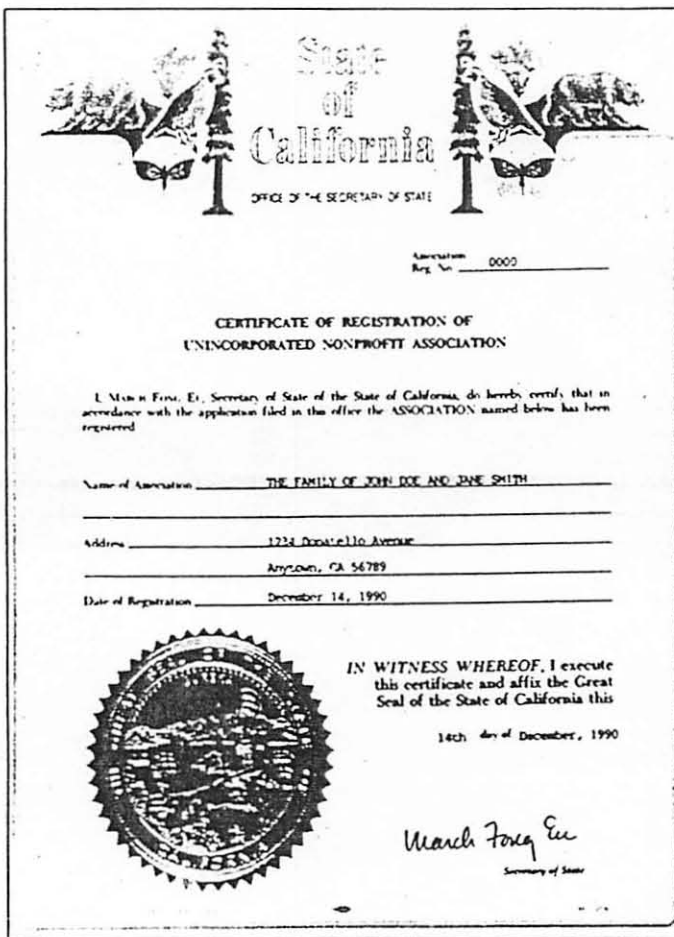 State
of
California
OFFICE OF THE SECRETARY OF STATE
Association
Reg. No. 0000
CERTIFICATE OF REGISTRATION OF
UNINCORPORATED NONPROFIT ASSOCIATION
I, March Fong Eu, Secretary of State of the State of California, do hereby certify that in
accordance with the application filed in this office the ASSOCIATION named below has been
registered
Name of Association THE FAMILY OF JOHN DOE AND JANE SMITH
Address 1234 Donatello Avenue
Anytown, CA 56789
Date of Registration December 14, 1990
IN WITNESS WHEREOF, I execute
this certificate and affix the Great
Seal of the State of California this
14th day of December, 1990
March Fong Eu
Secretary of State